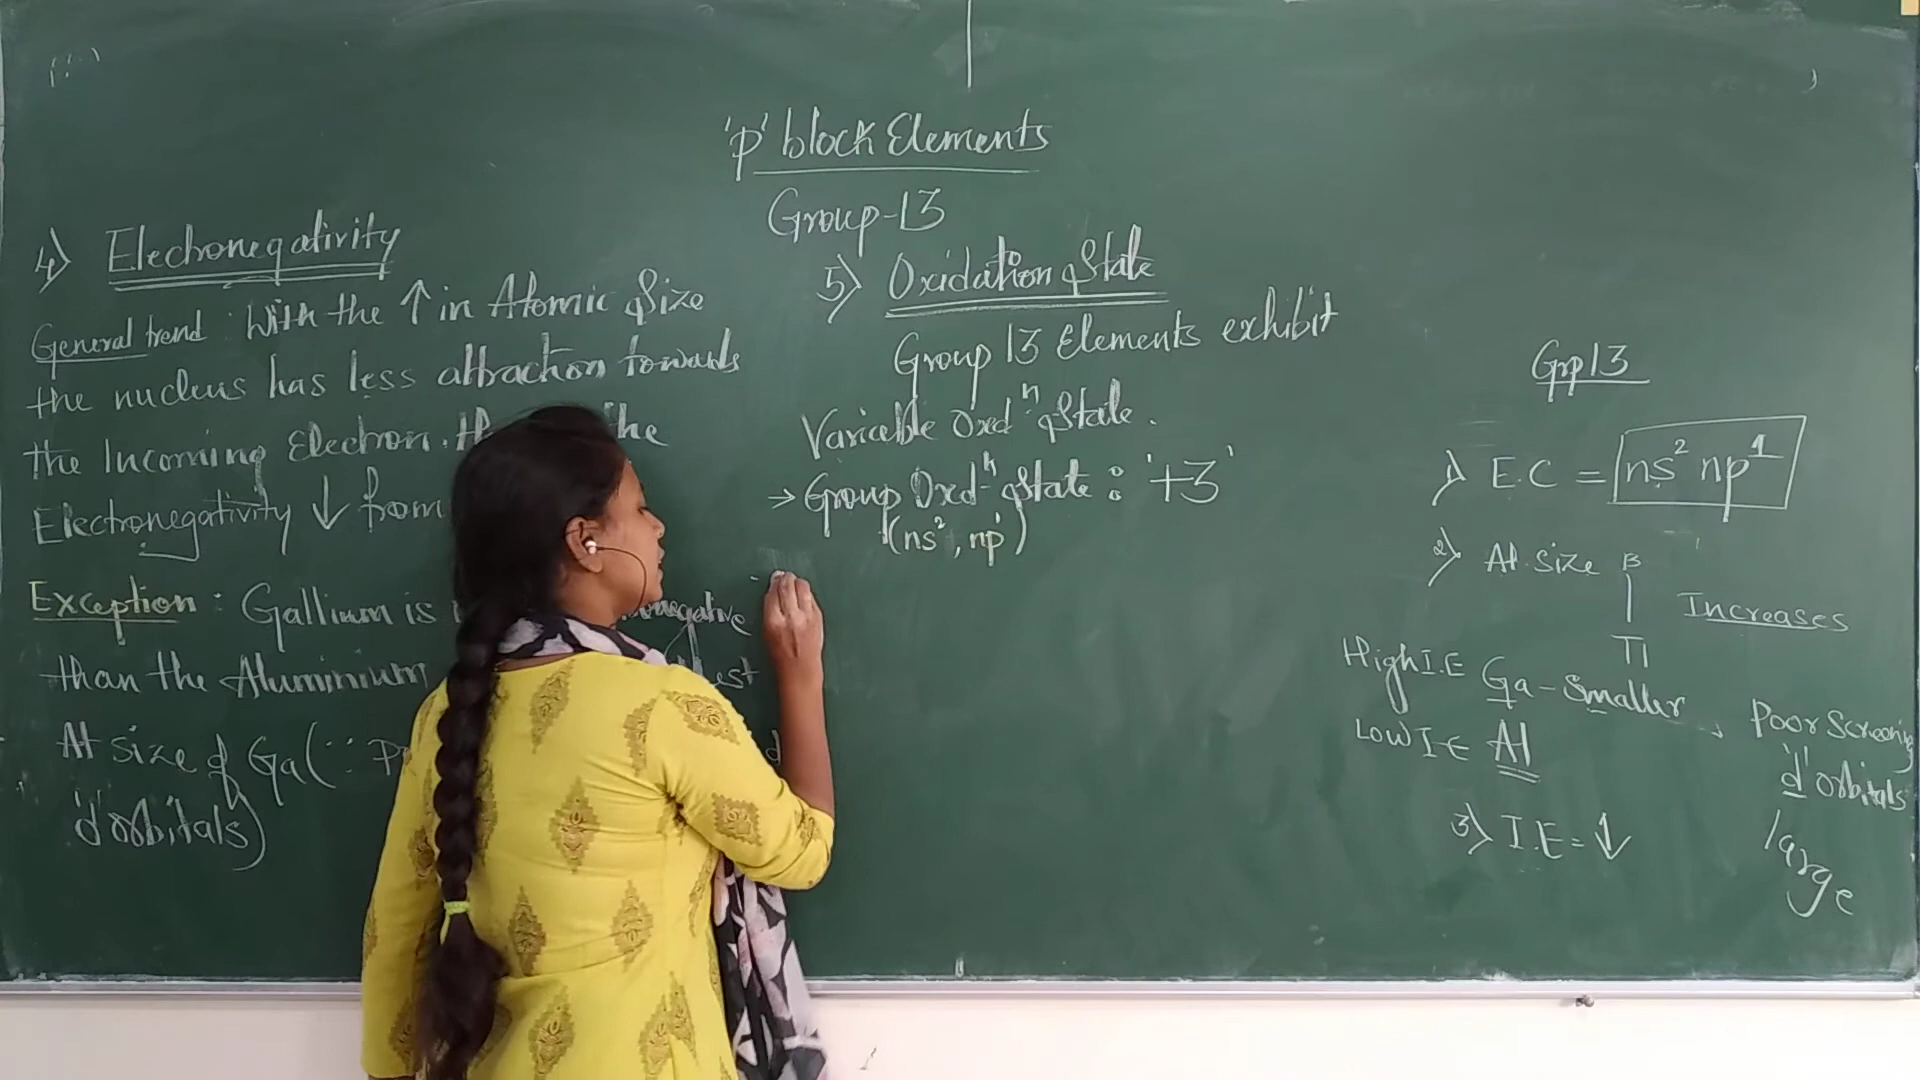 'p' block Elements
Group-13
4) Electronegativity
General trend : With the ↑ in Atomic Size
the nucleus has less attraction towards
the Incoming Electron. the
Electronegativity ↓ from
Exception : Gallium is
than the Aluminium
At size of Ga (∵
'd' orbitals)
5) Oxidation State
Group 13 Elements exhibit
Variable Oxdⁿ State.
→ Group Oxdⁿ State : '+3'
(ns², np¹)
Grp 13
1) E.C = ns² np¹
2) At. Size B
Increases
Tl
High I.E Ga - Smaller → Poor Screening
Low I.E Al
'd' orbitals
3) I.E = ↓
large